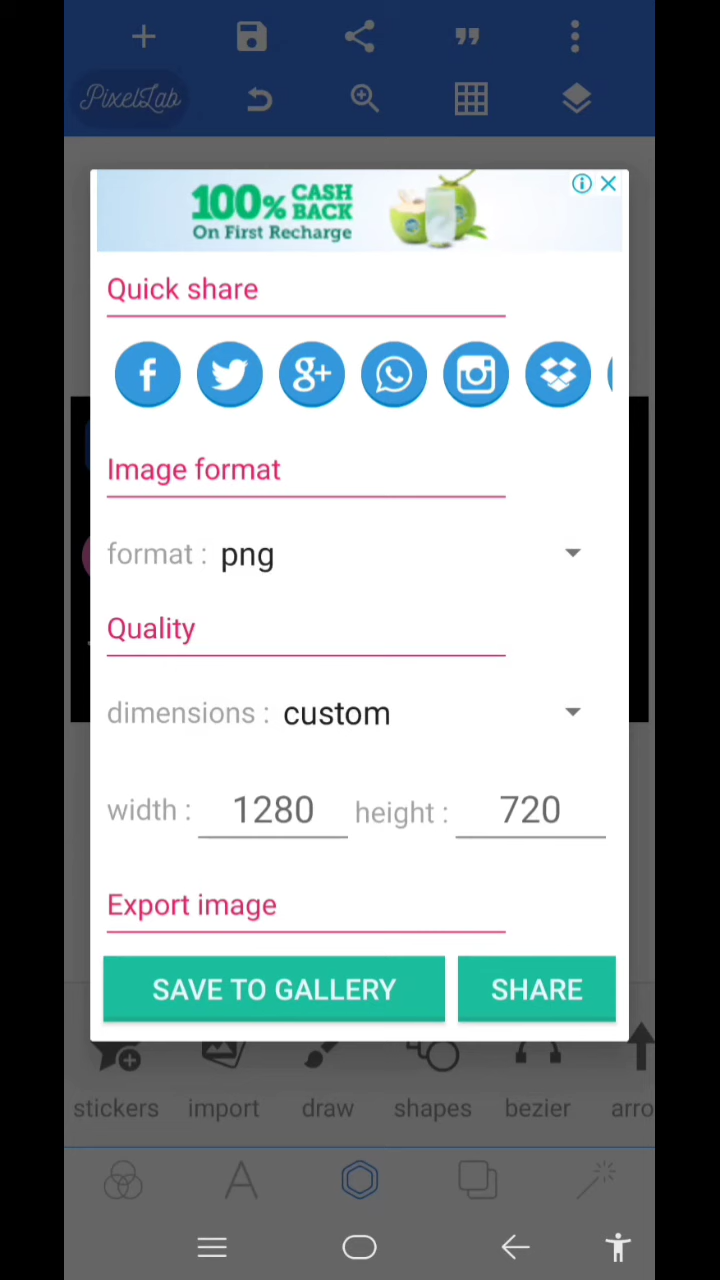 PixelLab
100% CASH BACK
On First Recharge
Quick share
Image format
format : png
Quality
dimensions : custom
width : 1280 height : 720
Export image
SAVE TO GALLERY SHARE
stickers import draw shapes bezier arro